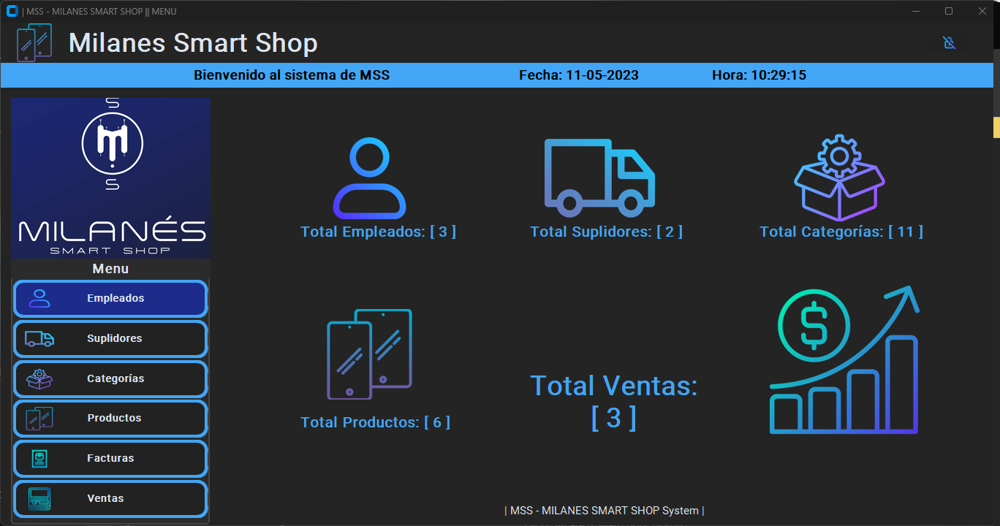 | MSS - MILANES SMART SHOP || MENU
Milanes Smart Shop
Bienvenido al sistema de MSS Fecha: 11-05-2023 Hora: 10:29:15
S
m
S
MILANÉS
SMART SHOP
Menu
Empleados
Suplidores
Categorías
Productos
Facturas
Ventas
Total Empleados: [ 3 ]
Total Suplidores: [ 2 ]
Total Categorías: [ 11 ]
Total Productos: [ 6 ]
Total Ventas:
[ 3 ]
$
| MSS - MILANES SMART SHOP System |